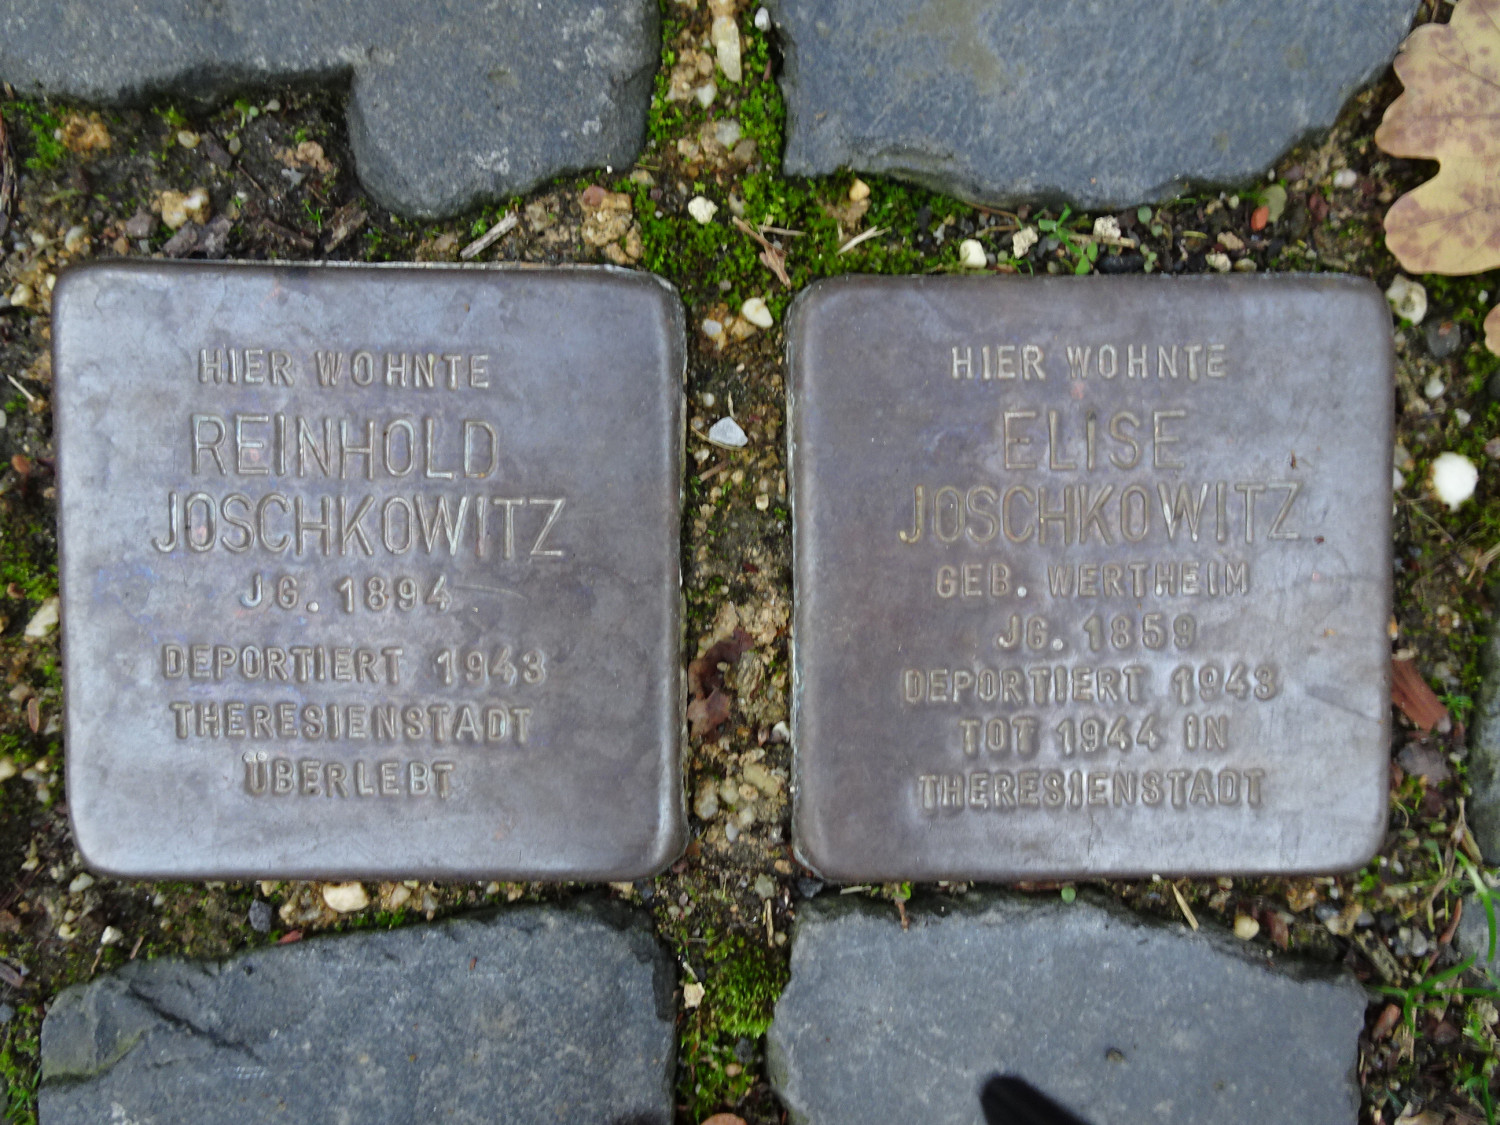 HIER WOHNTE
REINHOLD
JOSCHKOWITZ
JG. 1894
DEPORTIERT 1943
THERESIENSTADT
ÜBERLEBT
HIER WOHNTE
ELISE
JOSCHKOWITZ
GEB. WERTHEIM
JG. 1859
DEPORTIERT 1943
TOT 1944 IN
THERESIENSTADT